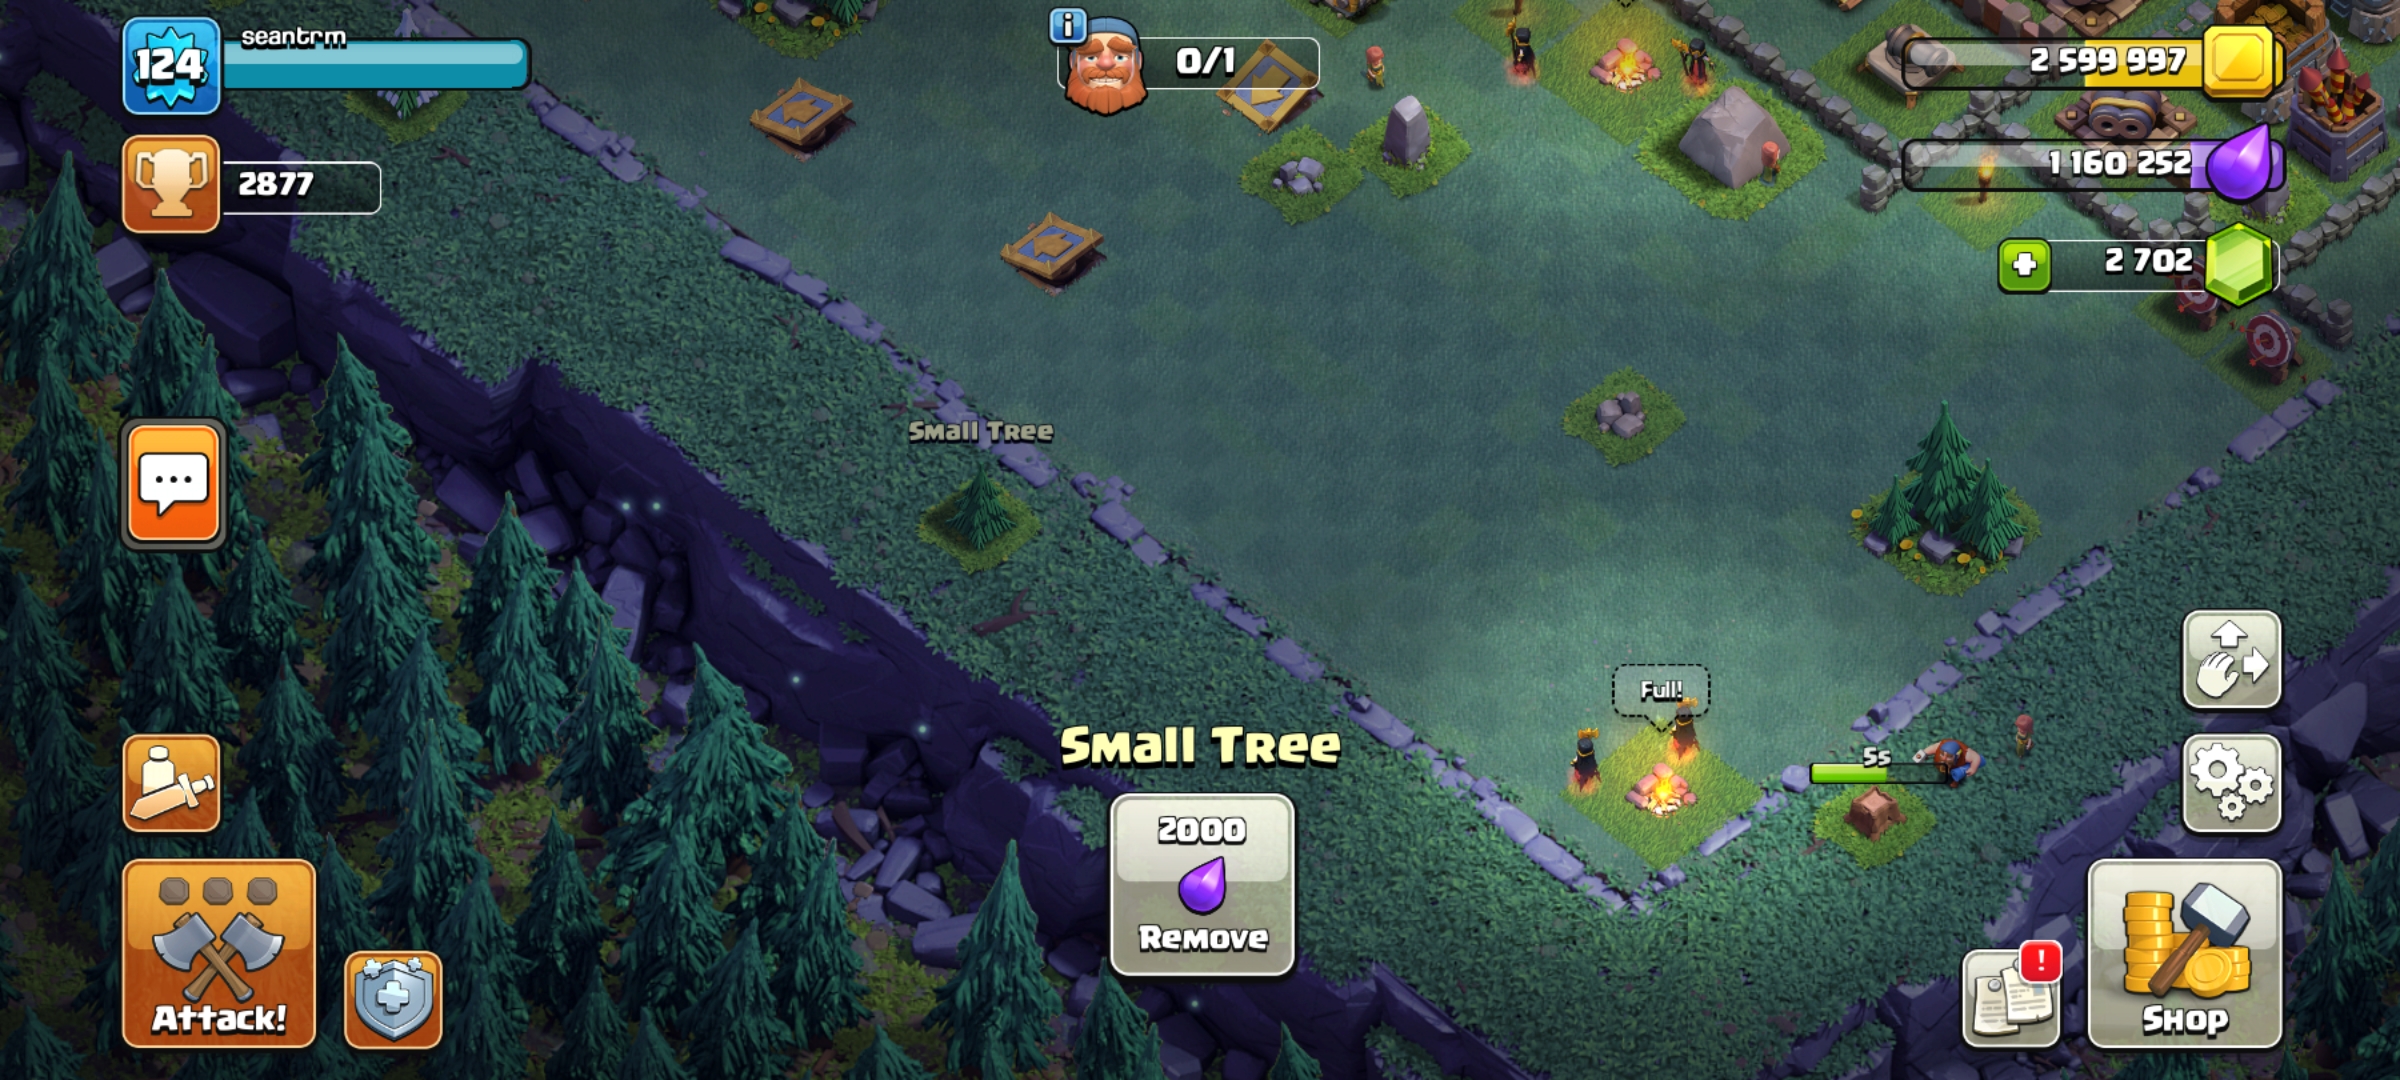 124
seantrm
i
0/1
2 599 997
2877
1 160 252
2 702
Small Tree
Full!
5s
Small Tree
2000
Remove
Attack!
!
Shop